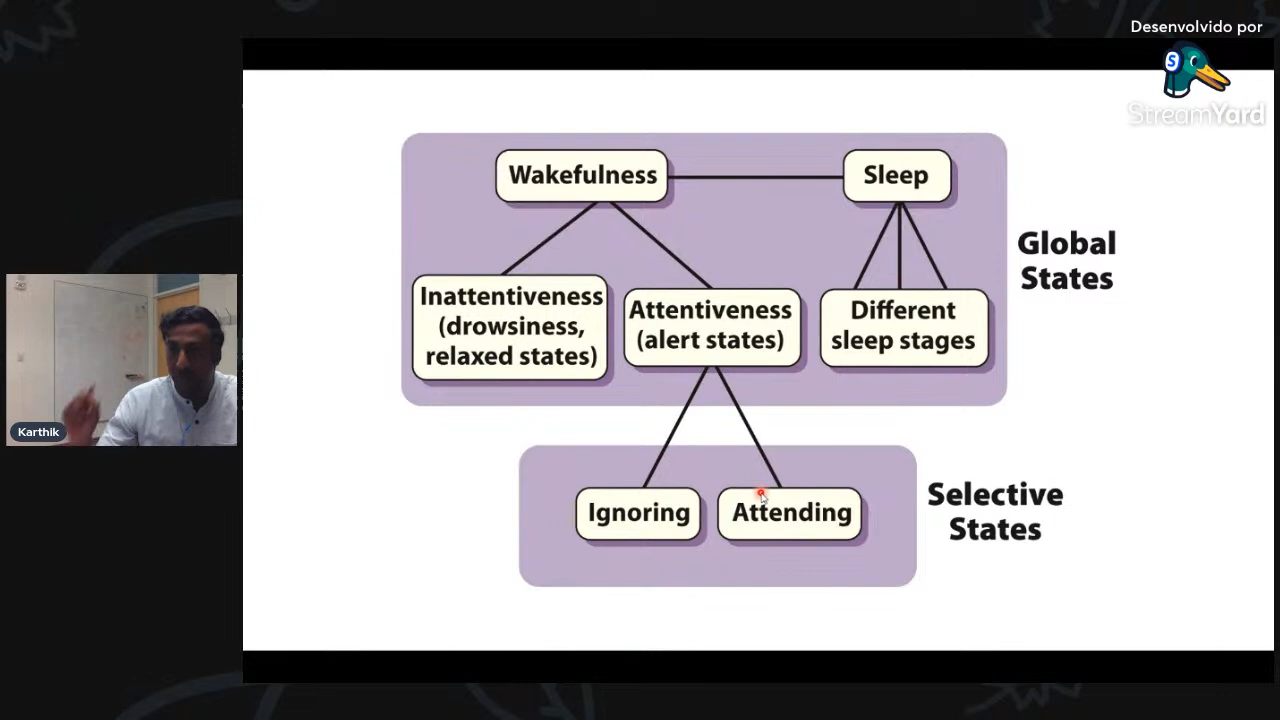 Desenvolvido por
S
StreamYard
Wakefulness
Sleep
Global
States
Inattentiveness
(drowsiness,
relaxed states)
Attentiveness
(alert states)
Different
sleep stages
Karthik
Ignoring
Attending
Selective
States